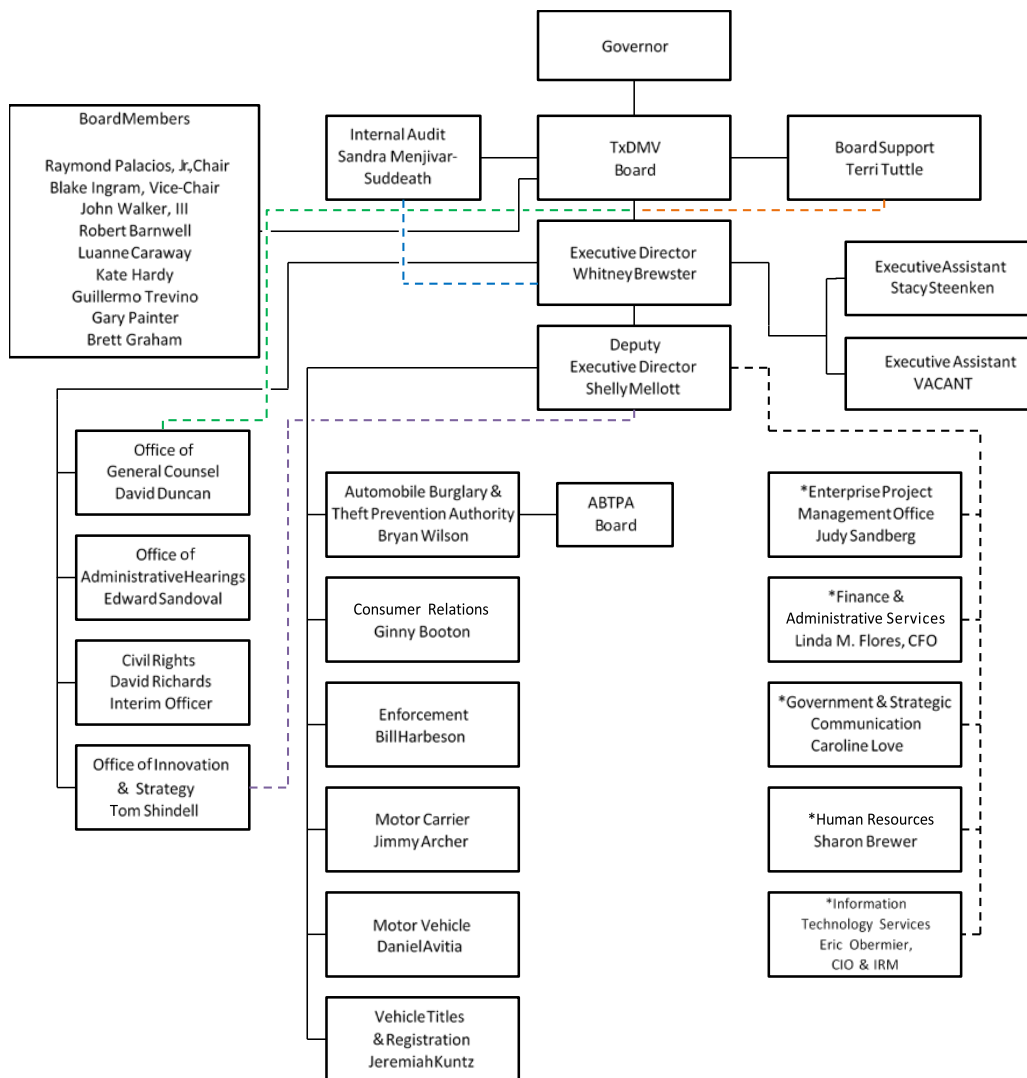 Governor
Board Members
Raymond Palacios, Jr., Chair
Blake Ingram, Vice-Chair
John Walker, III
Robert Barnwell
Luanne Caraway
Kate Hardy
Guillermo Trevino
Gary Painter
Brett Graham
Internal Audit
Sandra Menjivar-
Suddeath
TxDMV
Board
Board Support
Terri Tuttle
Executive Director
Whitney Brewster
Executive Assistant
Stacy Steenken
Deputy
Executive Director
Shelly Mellott
Executive Assistant
VACANT
Office of
General Counsel
David Duncan
Office of
Administrative Hearings
Edward Sandoval
Civil Rights
David Richards
Interim Officer
Office of Innovation
& Strategy
Tom Shindell
Automobile Burglary &
Theft Prevention Authority
Bryan Wilson
ABTPA
Board
Consumer Relations
Ginny Booton
Enforcement
Bill Harbeson
Motor Carrier
Jimmy Archer
Motor Vehicle
Daniel Avitia
Vehicle Titles
& Registration
Jeremiah Kuntz
*Enterprise Project
Management Office
Judy Sandberg
*Finance &
Administrative Services
Linda M. Flores, CFO
*Government & Strategic
Communication
Caroline Love
*Human Resources
Sharon Brewer
*Information
Technology Services
Eric Obermier,
CIO & IRM